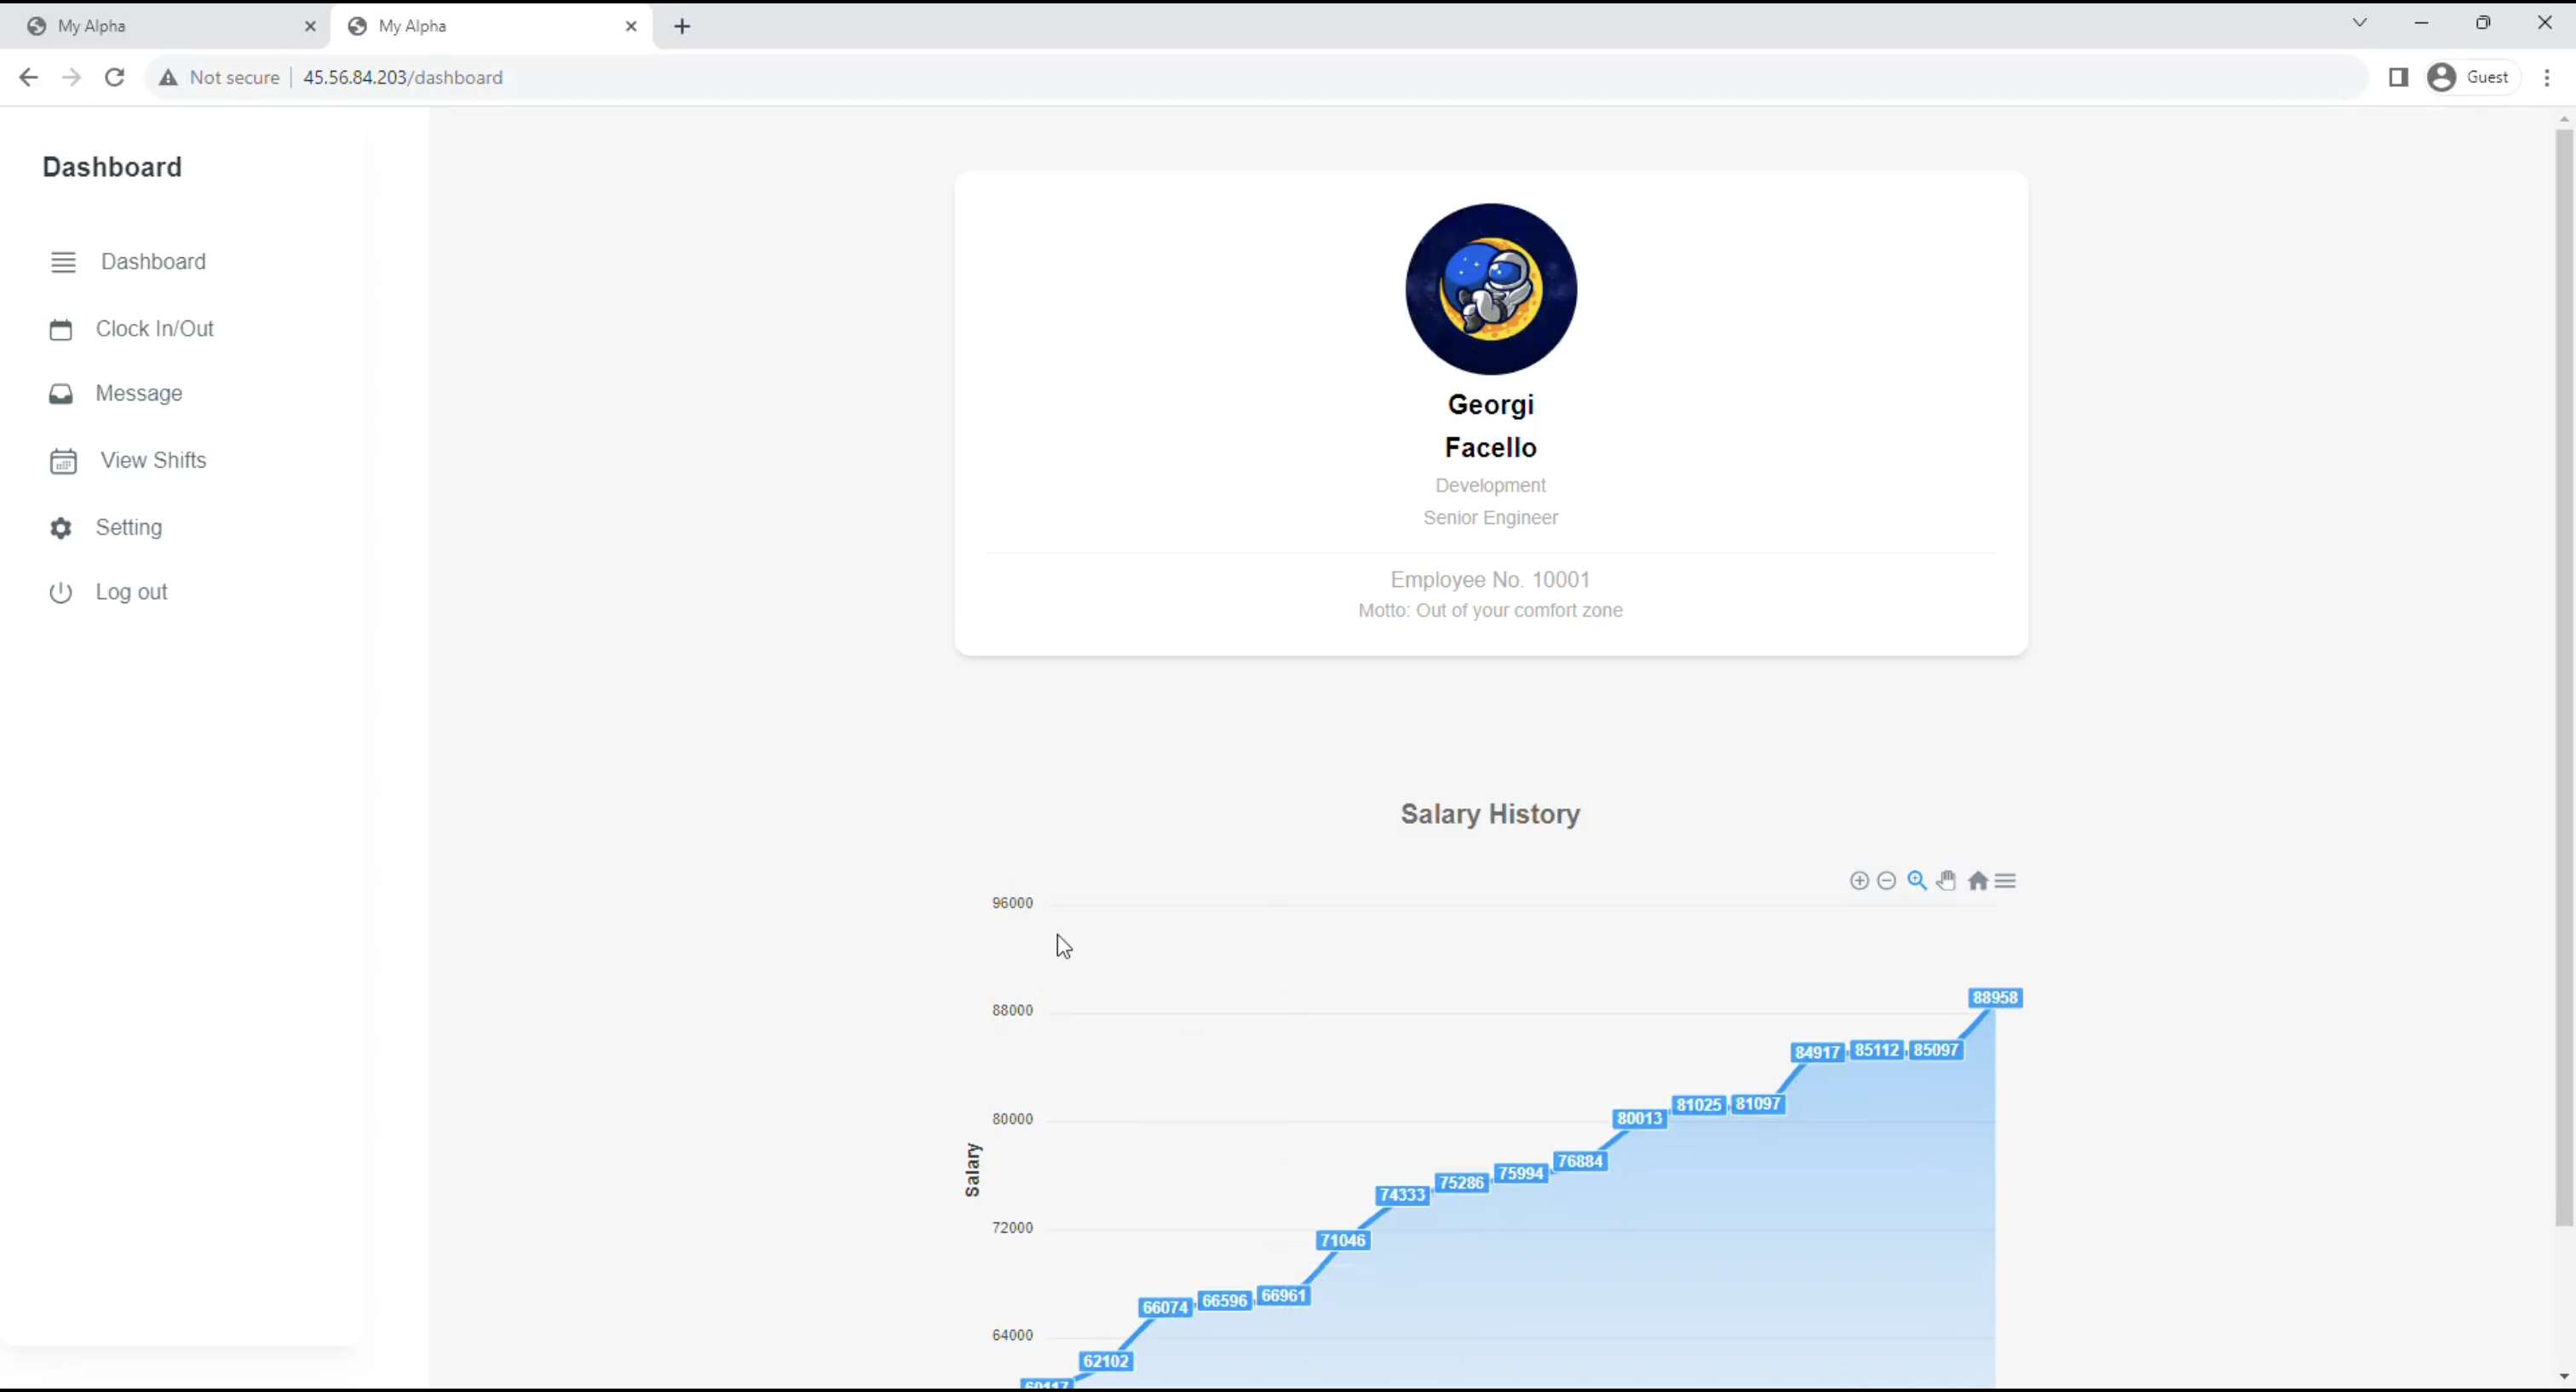 My Alpha
My Alpha
Not secure
45.56.84.203/dashboard
Guest
Dashboard
Dashboard
Clock In/Out
Message
View Shifts
Setting
Log out
Georgi
Facello
Development
Senior Engineer
Employee No. 10001
Motto: Out of your comfort zone
Salary History
96000
88000
80000
72000
64000
Salary
60117
62102
66074
66596
66961
71046
74333
75286
75994
76884
80013
81025
81097
84917
85112
85097
88958